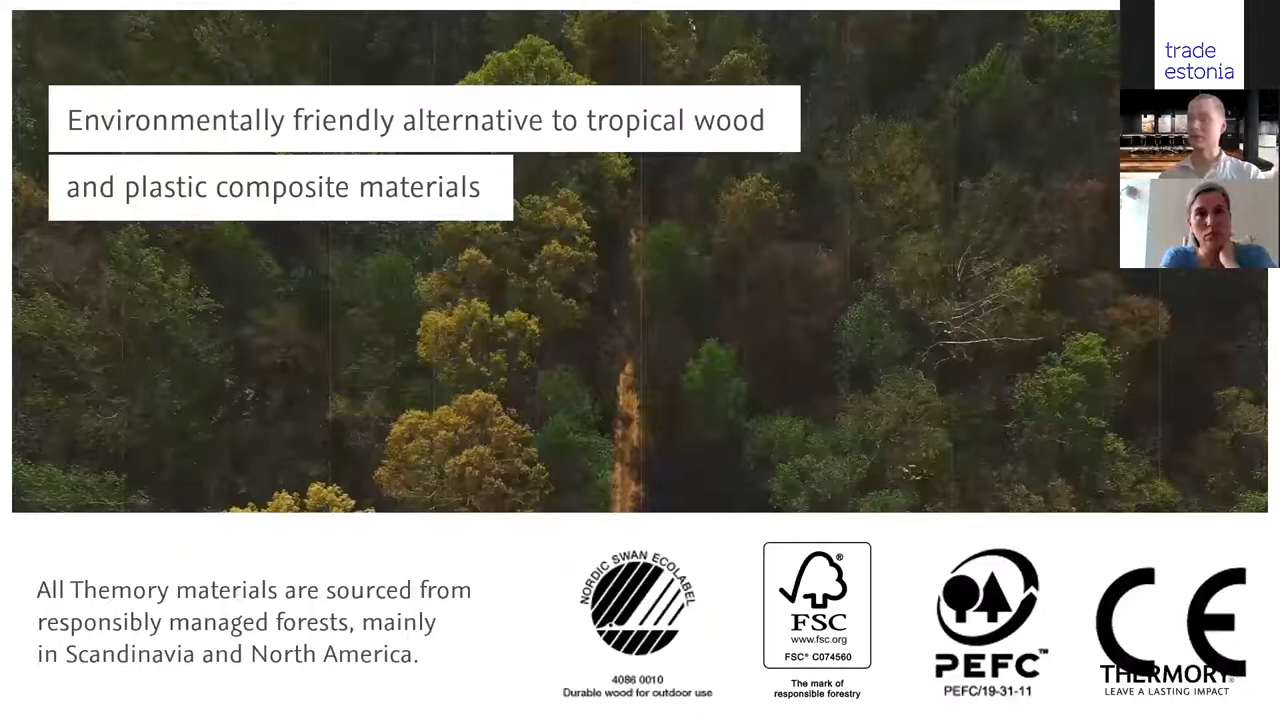 trade
estonia
Environmentally friendly alternative to tropical wood
and plastic composite materials
All Themory materials are sourced from
responsibly managed forests, mainly
in Scandinavia and North America.
NORDIC SWAN ECOLABEL
4086 0010
Durable wood for outdoor use
®
FSC
www.fsc.org
FSC® C074560
The mark of
responsible forestry
PEFC™
PEFC/19-31-11
CE
THERMORY®
LEAVE A LASTING IMPACT